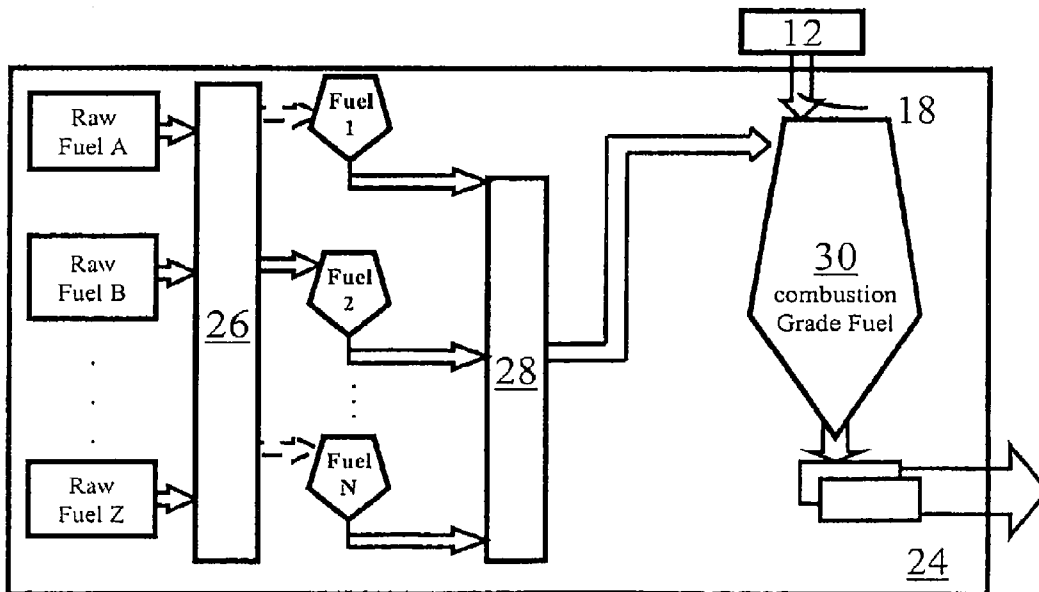 12
18
Raw
Fuel A
Fuel
1
Raw
Fuel B
Fuel
2
26
28
30
combustion
Grade Fuel
Raw
Fuel Z
Fuel
N
24